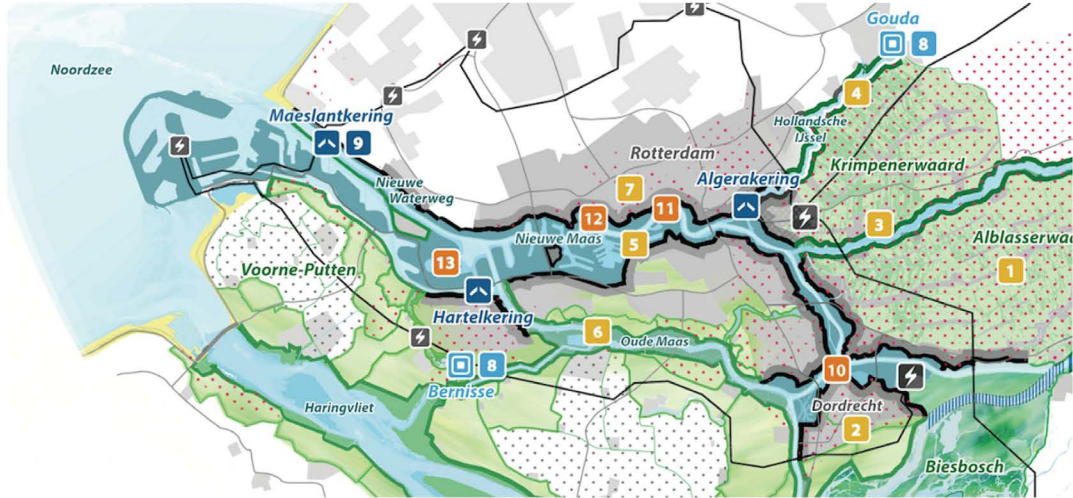 Gouda
8
Noordzee
4
Maeslantkering
9
Hollandsche
IJssel
Rotterdam
Krimpenerwaard
Algerakering
Nieuwe
Waterweg
7
12
11
3
Nieuwe Maas
5
Alblasserwaa
13
1
Voorne-Putten
Hartelkering
6
Oude Maas
8
10
Bernisse
Haringvliet
Dordrecht
2
Biesbosch